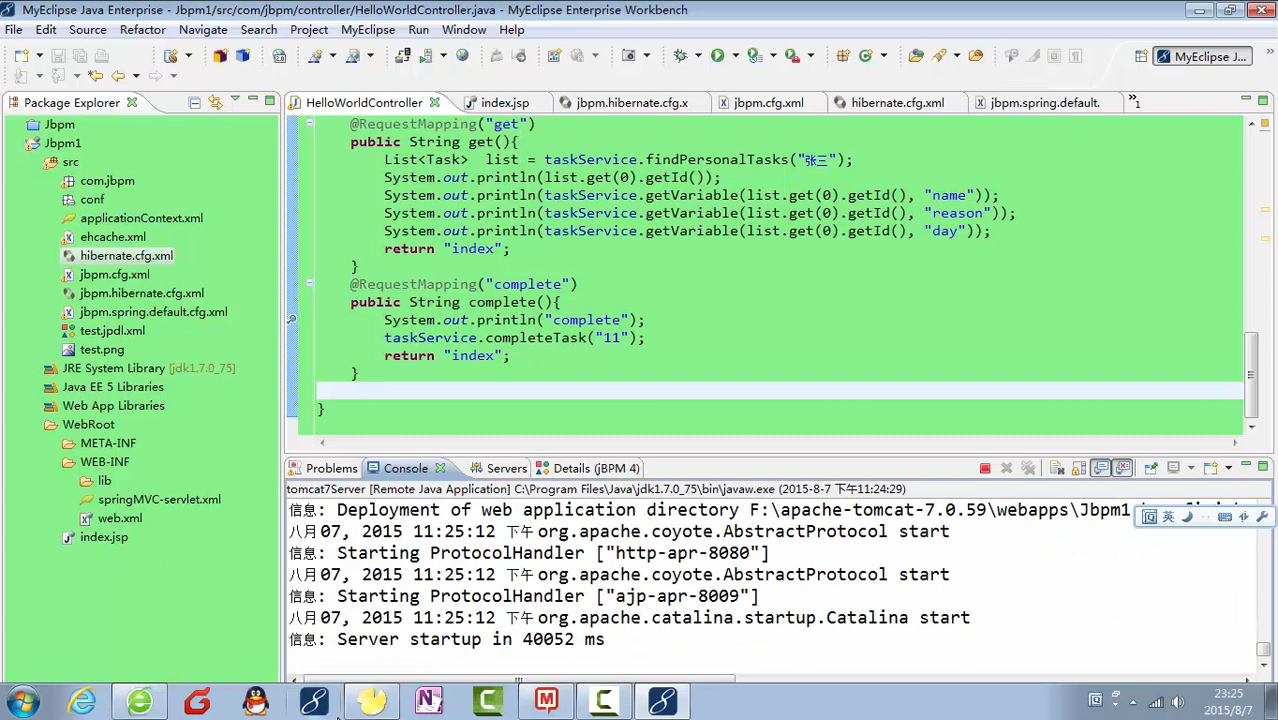 MyEclipse Java Enterprise - Jbpm1/src/com/jbpm/controller/HelloWorldController.java - MyEclipse Enterprise Workbench
File Edit Source Refactor Navigate Search Project MyEclipse Run Window Help
MyEclipse J...
Package Explorer
HelloWorldController index.jsp jbpm.hibernate.cfg.x jbpm.cfg.xml hibernate.cfg.xml jbpm.spring.default. »1
Jbpm
Jbpm1
src
com.jbpm
conf
applicationContext.xml
ehcache.xml
hibernate.cfg.xml
jbpm.cfg.xml
jbpm.hibernate.cfg.xml
jbpm.spring.default.cfg.xml
test.jpdl.xml
test.png
JRE System Library [jdk1.7.0_75]
Java EE 5 Libraries
Web App Libraries
WebRoot
META-INF
WEB-INF
lib
springMVC-servlet.xml
web.xml
index.jsp
@RequestMapping("get")
public String get(){
List<Task> list = taskService.findPersonalTasks("张三");
System.out.println(list.get(0).getId());
System.out.println(taskService.getVariable(list.get(0).getId(), "name"));
System.out.println(taskService.getVariable(list.get(0).getId(), "reason"));
System.out.println(taskService.getVariable(list.get(0).getId(), "day"));
return "index";
}
@RequestMapping("complete")
public String complete(){
System.out.println("complete");
taskService.completeTask("11");
return "index";
}
}
Problems Console Servers Details (jBPM 4)
tomcat7Server [Remote Java Application] C:\Program Files\Java\jdk1.7.0_75\bin\javaw.exe (2015-8-7 下午11:24:29)
信息: Deployment of web application directory F:\apache-tomcat-7.0.59\webapps\Jbpm1
八月 07, 2015 11:25:12 下午 org.apache.coyote.AbstractProtocol start
信息: Starting ProtocolHandler ["http-apr-8080"]
八月 07, 2015 11:25:12 下午 org.apache.coyote.AbstractProtocol start
信息: Starting ProtocolHandler ["ajp-apr-8009"]
八月 07, 2015 11:25:12 下午 org.apache.catalina.startup.Catalina start
信息: Server startup in 40052 ms
英
23:25
2015/8/7